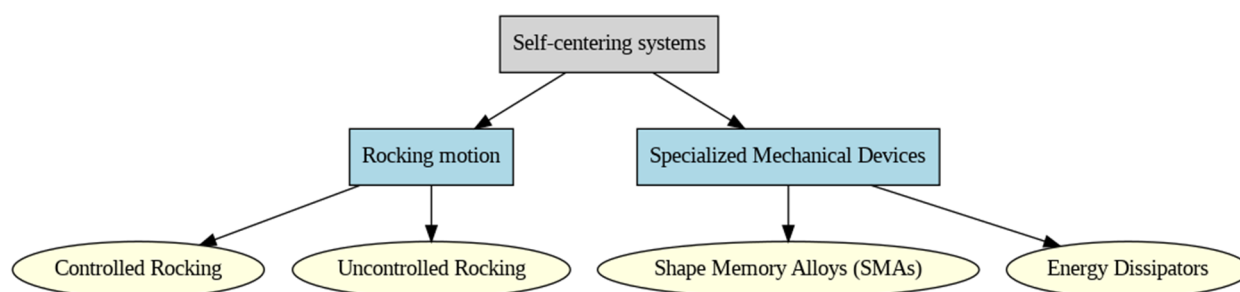 Self-centering systems
Rocking motion
Specialized Mechanical Devices
Controlled Rocking
Uncontrolled Rocking
Shape Memory Alloys (SMAs)
Energy Dissipators